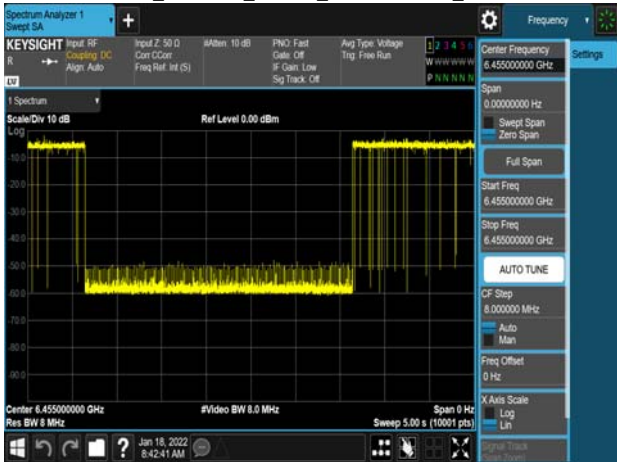 Spectrum Analyzer 1
Swept SA
Frequency
KEYSIGHT
R
LXI
Input: RF
Coupling: DC
Align: Auto
Input Z: 50 Ω
Corr CCorr
Freq Ref: Int (S)
#Atten: 10 dB
PNO: Fast
Gate: Off
IF Gain: Low
Sig Track: Off
Avg Type: Voltage
Trig: Free Run
1 2 3 4 5 6
W W W W W W
P N N N N N
1 Spectrum
Scale/Div 10 dB
Ref Level 0.00 dBm
Log
-10.0
-20.0
-30.0
-40.0
-50.0
-60.0
-70.0
-80.0
-90.0
Center 6.455000000 GHz
#Video BW 8.0 MHz
Span 0 Hz
Res BW 8 MHz
Sweep 5.00 s (10001 pts)
Jan 18, 2022
8:42:41 AM
Center Frequency
6.455000000 GHz
Settings
Span
0.00000000 Hz
Swept Span
Zero Span
Full Span
Start Freq
6.455000000 GHz
Stop Freq
6.455000000 GHz
AUTO TUNE
CF Step
8.000000 MHz
Auto
Man
Freq Offset
0 Hz
X Axis Scale
Log
Lin
Signal Track
(Span Zoom)